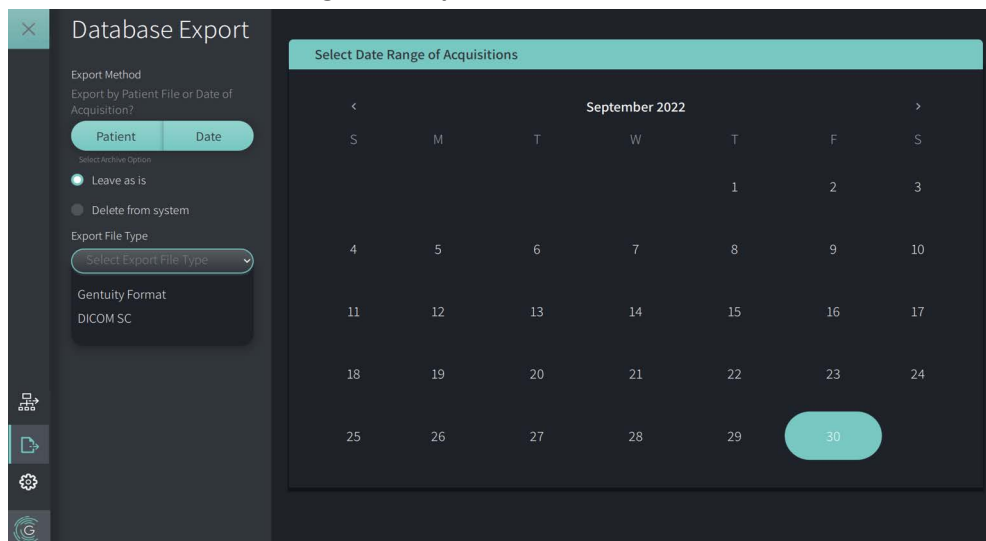 Database Export
Export Method
Export by Patient File or Date of
Acquisition?
Patient Date
Select Archive Option
Leave as is
Delete from system
Export File Type
Select Export File Type
Gentuity Format
DICOM SC
Select Date Range of Acquisitions
September 2022
S M T W T F S
1 2 3
4 5 6 7 8 9 10
11 12 13 14 15 16 17
18 19 20 21 22 23 24
25 26 27 28 29 30
G